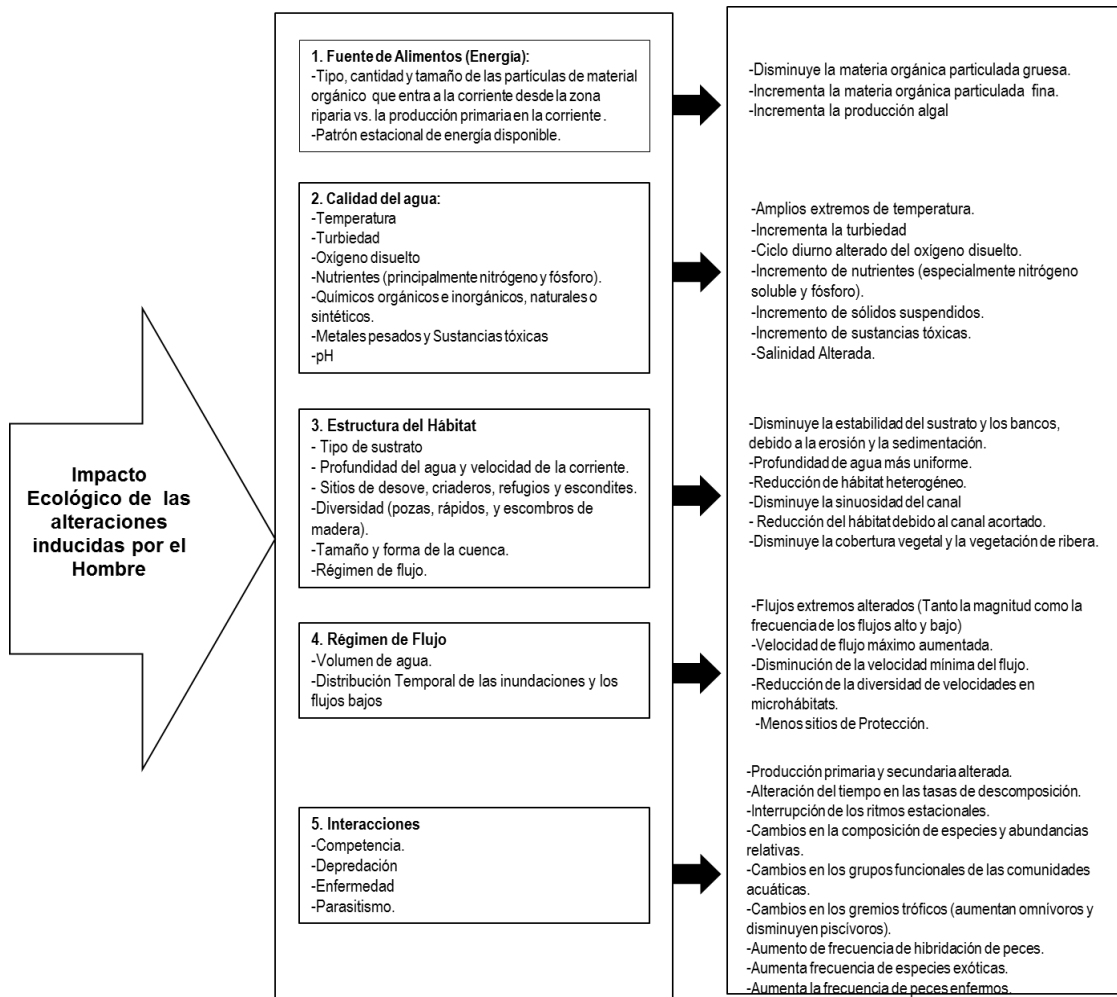 Impacto
Ecológico de las
alteraciones
inducidas por el
Hombre
1. Fuente de Alimentos (Energía):
-Tipo, cantidad y tamaño de las partículas de material
orgánico que entra a la corriente desde la zona
riparia vs. la producción primaria en la corriente.
-Patrón estacional de energía disponible.
-Disminuye la materia orgánica particulada gruesa.
-Incrementa la materia orgánica particulada fina.
-Incrementa la producción algal
2. Calidad del agua:
-Temperatura
-Turbiedad
-Oxígeno disuelto
-Nutrientes (principalmente nitrógeno y fósforo).
-Químicos orgánicos e inorgánicos, naturales o
sintéticos.
-Metales pesados y Sustancias tóxicas
-pH
-Amplios extremos de temperatura.
-Incrementa la turbiedad
-Ciclo diurno alterado del oxígeno disuelto.
-Incremento de nutrientes (especialmente nitrógeno
soluble y fósforo).
-Incremento de sólidos suspendidos.
-Incremento de sustancias tóxicas.
-Salinidad Alterada.
3. Estructura del Hábitat
- Tipo de sustrato
- Profundidad del agua y velocidad de la corriente.
- Sitios de desove, criaderos, refugios y escondites.
-Diversidad (pozas, rápidos, y escombros de
madera).
-Tamaño y forma de la cuenca.
-Régimen de flujo.
-Disminuye la estabilidad del sustrato y los bancos,
debido a la erosión y la sedimentación.
-Profundidad de agua más uniforme.
-Reducción de hábitat heterogéneo.
-Disminuye la sinuosidad del canal
- Reducción del hábitat debido al canal acortado.
-Disminuye la cobertura vegetal y la vegetación de ribera.
4. Régimen de Flujo
-Volumen de agua.
-Distribución Temporal de las inundaciones y los
flujos bajos
-Flujos extremos alterados (Tanto la magnitud como la
frecuencia de los flujos alto y bajo)
-Velocidad de flujo máximo aumentada.
-Disminución de la velocidad mínima del flujo.
-Reducción de la diversidad de velocidades en
microhábitats.
-Menos sitios de Protección.
5. Interacciones
-Competencia.
-Depredación
-Enfermedad
-Parasitismo.
-Producción primaria y secundaria alterada.
-Alteración del tiempo en las tasas de descomposición.
-Interrupción de los ritmos estacionales.
-Cambios en la composición de especies y abundancias
relativas.
-Cambios en los grupos funcionales de las comunidades
acuáticas.
-Cambios en los gremios tróficos (aumentan omnívoros y
disminuyen piscívoros).
-Aumento de frecuencia de hibridación de peces.
-Aumenta frecuencia de especies exóticas.
-Aumenta la frecuencia de peces enfermos.